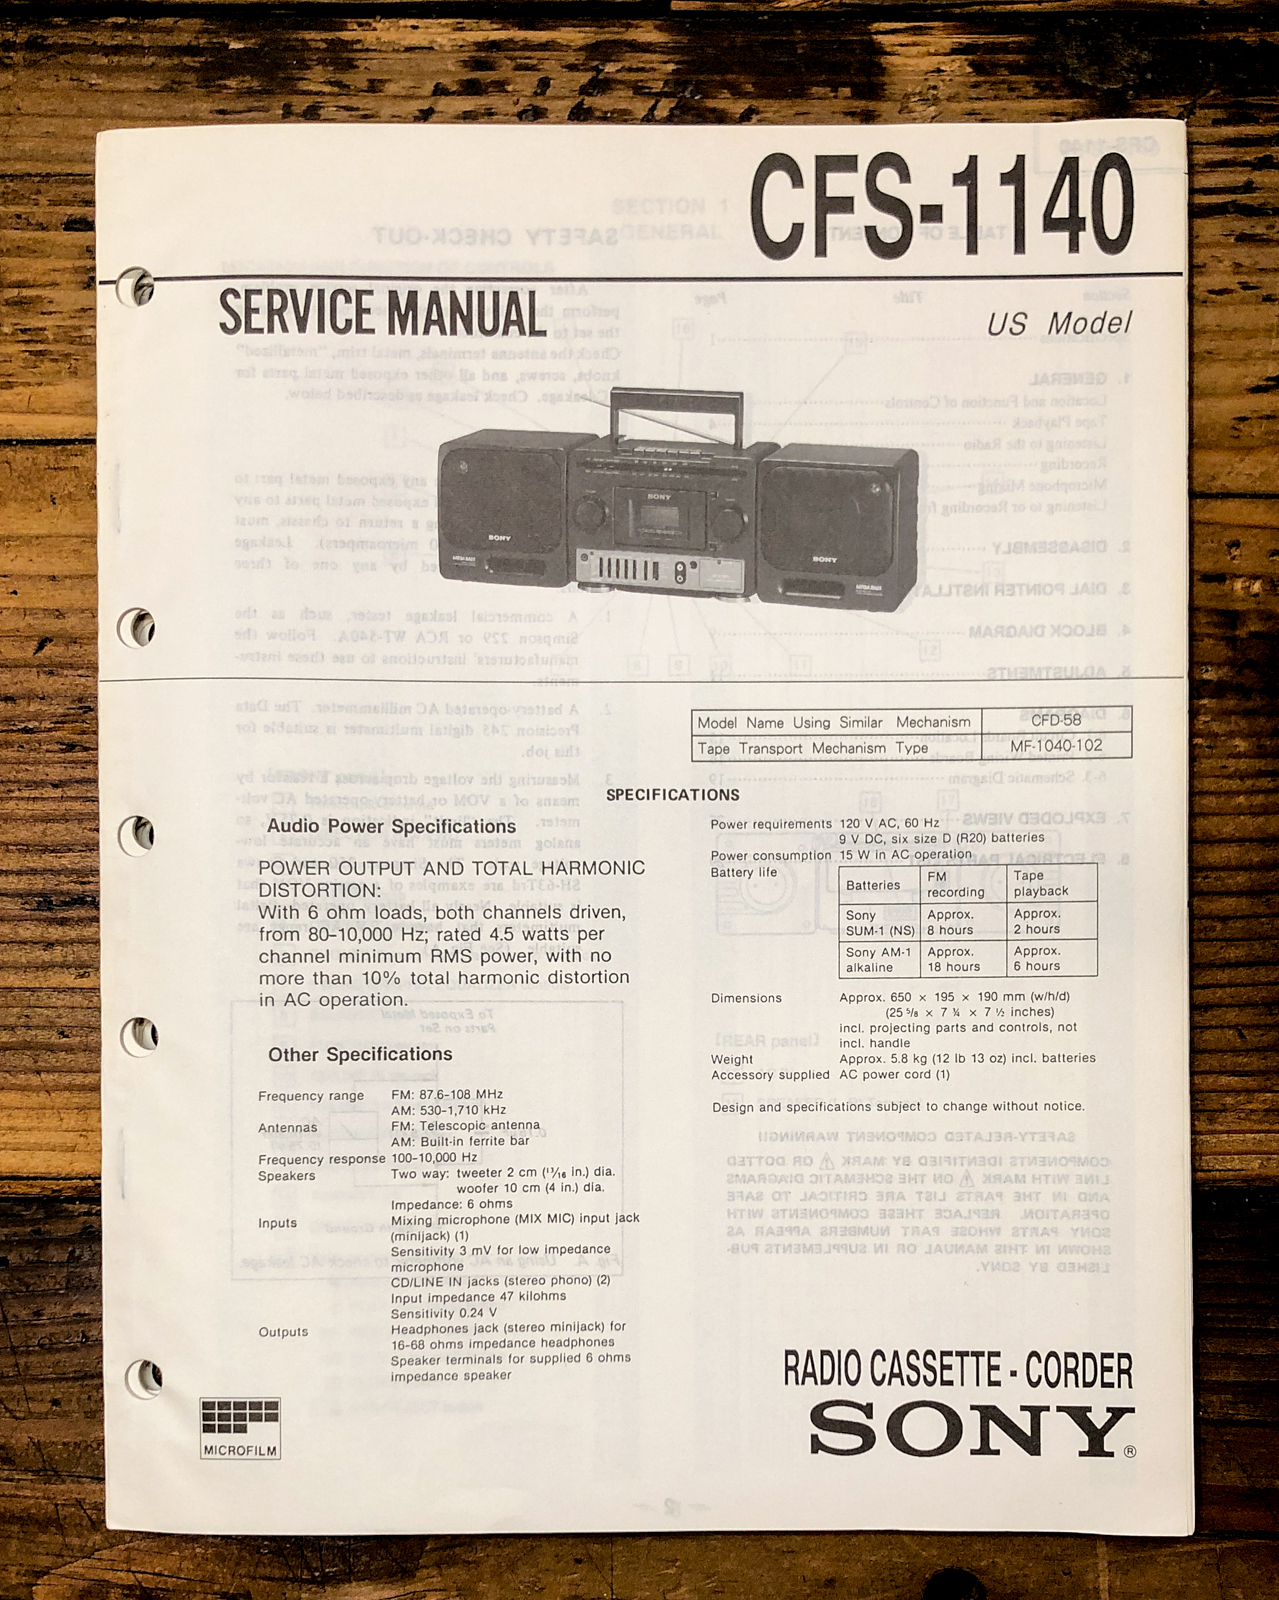 CFS-1140
SERVICE MANUAL
US Model
SONY
SONY
SONY
Model Name Using Similar Mechanism CFD-58
Tape Transport Mechanism Type MF-1040-102
SPECIFICATIONS
Audio Power Specifications
POWER OUTPUT AND TOTAL HARMONIC
DISTORTION:
With 6 ohm loads, both channels driven,
from 80-10,000 Hz; rated 4.5 watts per
channel minimum RMS power, with no
more than 10% total harmonic distortion
in AC operation.
Other Specifications
Frequency range FM: 87.6-108 MHz
AM: 530-1,710 kHz
Antennas FM: Telescopic antenna
AM: Built-in ferrite bar
Frequency response 100-10,000 Hz
Speakers Two way: tweeter 2 cm (13/16 in.) dia.
woofer 10 cm (4 in.) dia.
Impedance: 6 ohms
Inputs Mixing microphone (MIX MIC) input jack
(minijack) (1)
Sensitivity 3 mV for low impedance
microphone
CD/LINE IN jacks (stereo phono) (2)
Input impedance 47 kilohms
Sensitivity 0.24 V
Outputs Headphones jack (stereo minijack) for
16-68 ohms impedance headphones
Speaker terminals for supplied 6 ohms
impedance speaker
Power requirements 120 V AC, 60 Hz
9 V DC, six size D (R20) batteries
Power consumption 15 W in AC operation
Battery life
Batteries FM recording Tape playback
Sony SUM-1 (NS) Approx. 8 hours Approx. 2 hours
Sony AM-1 alkaline Approx. 18 hours Approx. 6 hours
Dimensions Approx. 650 × 195 × 190 mm (w/h/d)
(25 5/8 × 7 3/4 × 7 1/2 inches)
incl. projecting parts and controls, not
incl. handle
Weight Approx. 5.8 kg (12 lb 13 oz) incl. batteries
Accessory supplied AC power cord (1)
Design and specifications subject to change without notice.
MICROFILM
RADIO CASSETTE-CORDER
SONY®